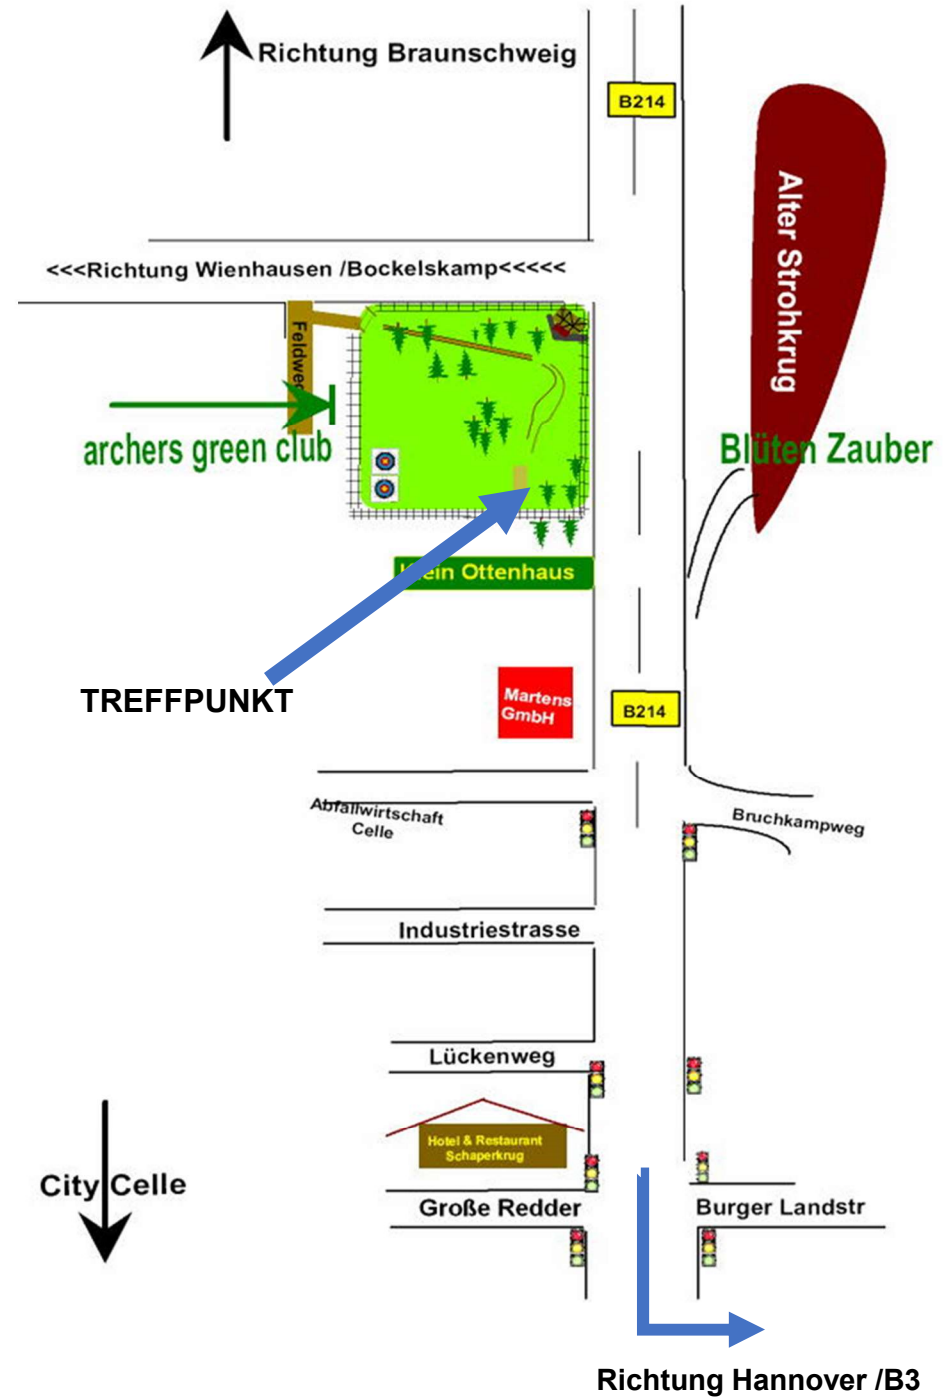 Richtung Braunschweig
B214
Alter Strohkrug
<<<Richtung Wienhausen /Bockelskamp<<<<<
Feldweg
archers green club
Blüten Zauber
Klein Ottenhaus
TREFFPUNKT
Martens
GmbH
B214
Abfallwirtschaft
Celle
Bruchkampweg
Industriestrasse
Lückenweg
Hotel & Restaurant
Schaperkrug
City Celle
Große Redder
Burger Landstr
Richtung Hannover /B3